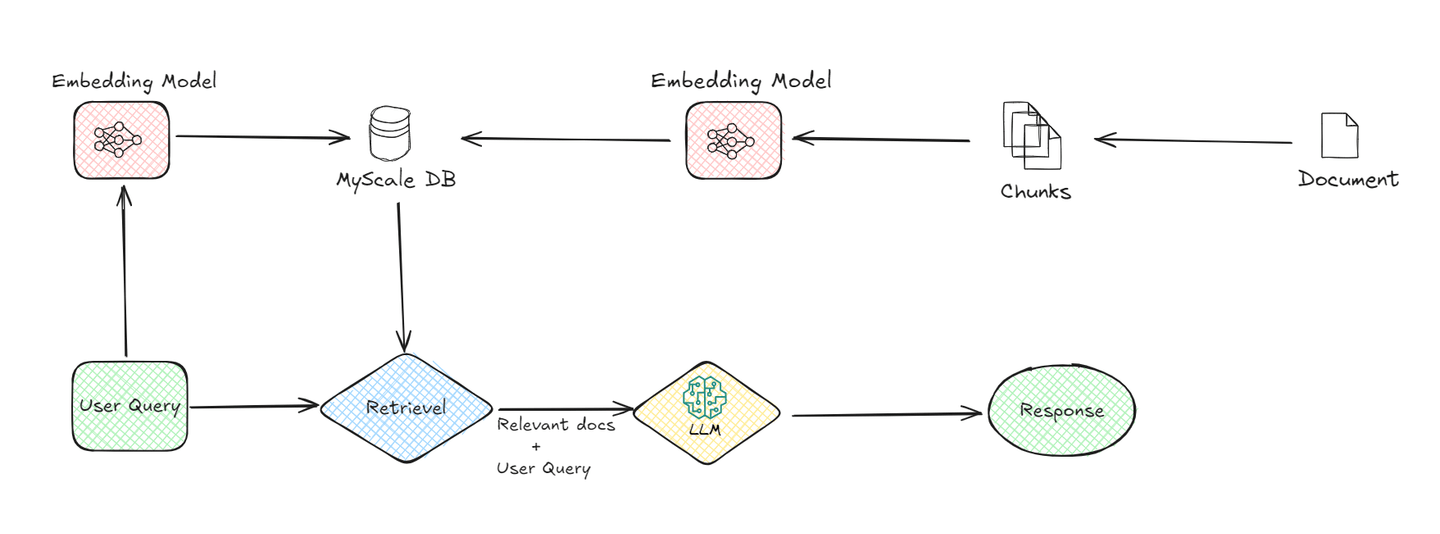 Embedding Model
Embedding Model
MyScale DB
Chunks
Document
User Query
Retrievel
Relevant docs
+
User Query
LLM
Response